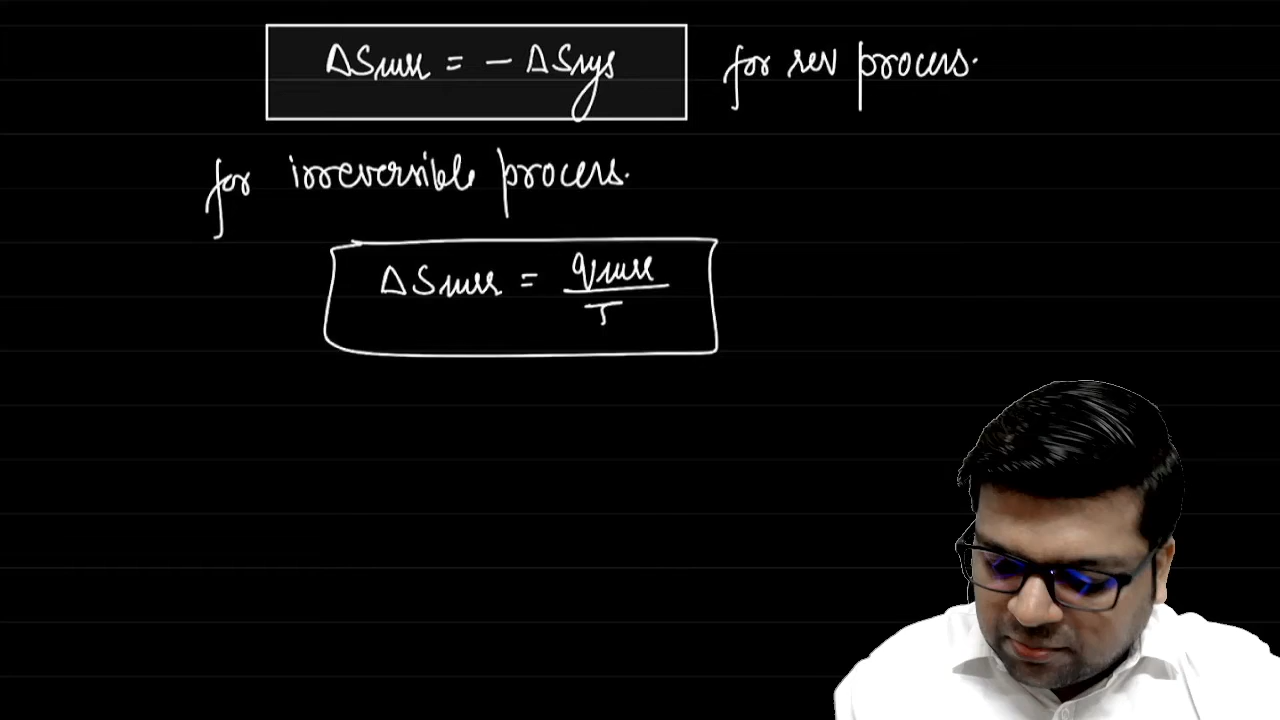 ΔSsurr = - ΔSsys for rev process.
for irreversible process.
ΔSsurr = qsurr / T